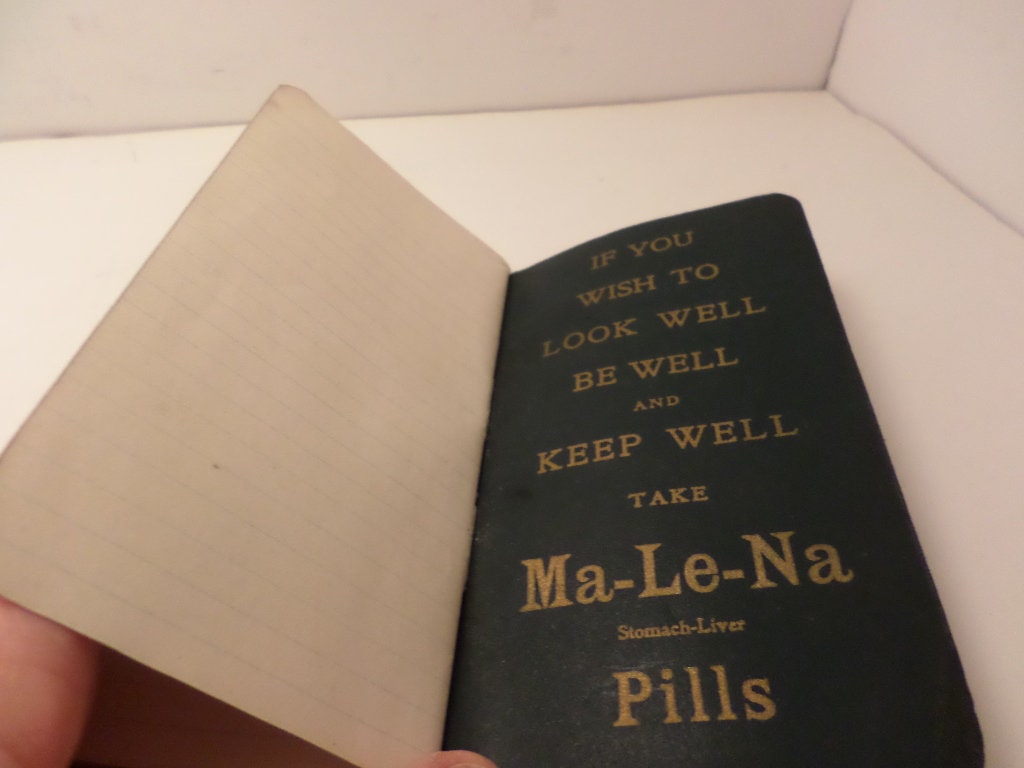 IF YOU
WISH TO
LOOK WELL
BE WELL
AND
KEEP WELL
TAKE
Ma-Le-Na
Stomach-Liver
Pills